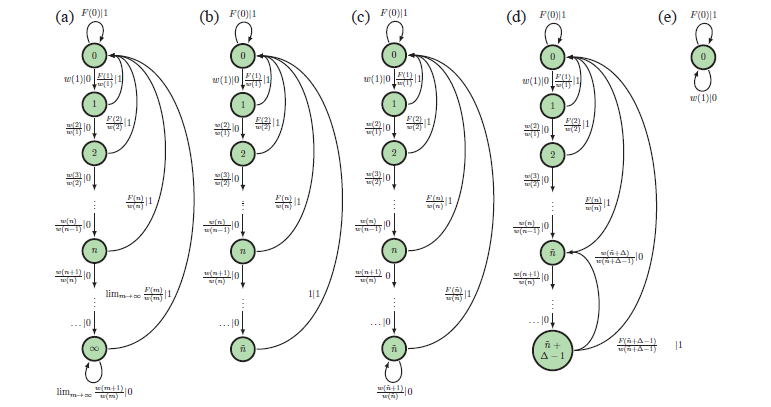 (a) F(0)|1
0
w(1)|0 F(1)/w(1)|1
1
w(2)/w(1)|0 F(2)/w(2)|1
2
w(3)/w(2)|0
⋮
F(n)/w(n)|1
w(n)/w(n−1)|0
n
w(n+1)/w(n)|0
lim m→∞ F(m)/w(m)|1
⋮
...|0
∞
lim m→∞ w(m+1)/w(m)|0
(b) F(0)|1
0
w(1)|0 F(1)/w(1)|1
1
w(2)/w(1)|0 F(2)/w(2)|1
2
w(3)/w(2)|0
⋮
F(n)/w(n)|1
w(n)/w(n−1)|0
n
w(n+1)/w(n)|0
1|1
⋮
...|0
ñ
(c) F(0)|1
0
w(1)|0 F(1)/w(1)|1
1
w(2)/w(1)|0 F(2)/w(2)|1
2
w(3)/w(2)|0
⋮
F(n)/w(n)|1
w(n)/w(n−1)|0
n
w(n+1)/w(n) 0
F(ñ)/w(ñ)|1
⋮
...|0
ñ
w(ñ+1)/w(ñ)|0
(d) F(0)|1
0
w(1)|0 F(1)/w(1)|1
1
w(2)/w(1)|0 F(2)/w(2)|1
2
w(3)/w(2)|0
⋮
F(n)/w(n)|1
w(n)/w(n−1)|0
ñ
w(ñ+Δ)/w(ñ+Δ−1)|0
w(n+1)/w(n)|0
⋮
...|0
ñ+
Δ − 1
F(ñ+Δ−1)/w(ñ+Δ−1) |1
(e) F(0)|1
0
w(1)|0